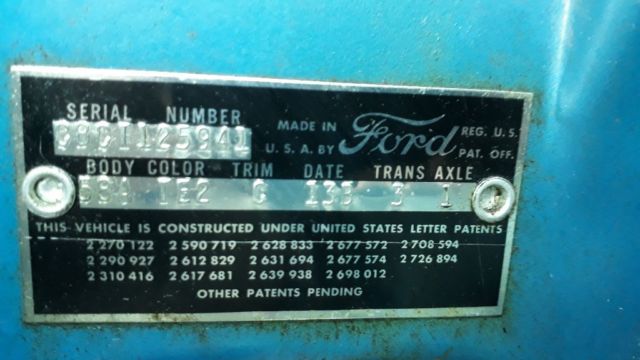 SERIAL NUMBER
MADE IN
U.S.A. BY
Ford
REG. U.S.
PAT. OFF.
BODY COLOR TRIM DATE TRANS AXLE
3 1
THIS VEHICLE IS CONSTRUCTED UNDER UNITED STATES LETTER PATENTS
2 270 122 2 590 719 2 628 833 2 677 572 2 708 594
2 290 927 2 612 829 2 631 694 2 677 574 2 726 894
2 310 416 2 617 681 2 639 938 2 698 012
OTHER PATENTS PENDING